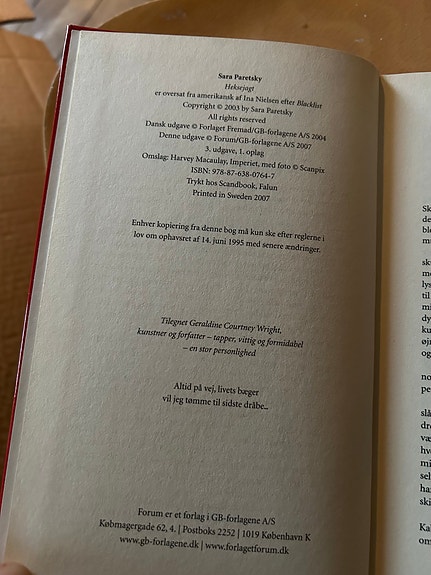 Sara Paretsky
Heksejagt
er oversat fra amerikansk af Ina Nielsen efter Blacklist
Copyright © 2003 by Sara Paretsky
All rights reserved
Dansk udgave © Forlaget Fremad/GB-forlagene A/S 2004
Denne udgave © Forum/GB-forlagene A/S 2007
3. udgave, 1. oplag
Omslag: Harvey Macaulay, Imperiet, med foto © Scanpix
ISBN: 978-87-638-0764-7
Trykt hos Scandbook, Falun
Printed in Sweden 2007
Enhver kopiering fra denne bog må kun ske efter reglerne i
lov om ophavsret af 14. juni 1995 med senere ændringer.
Tilegnet Geraldine Courtney Wright,
kunstner og forfatter – tapper, vittig og formidabel
– en stor personlighed
Altid på vej, livets bæger
vil jeg tømme til sidste dråbe...
Forum er et forlag i GB-forlagene A/S
Købmagergade 62, 4. | Postboks 2252 | 1019 København K
www.gb-forlagene.dk | www.forlagetforum.dk